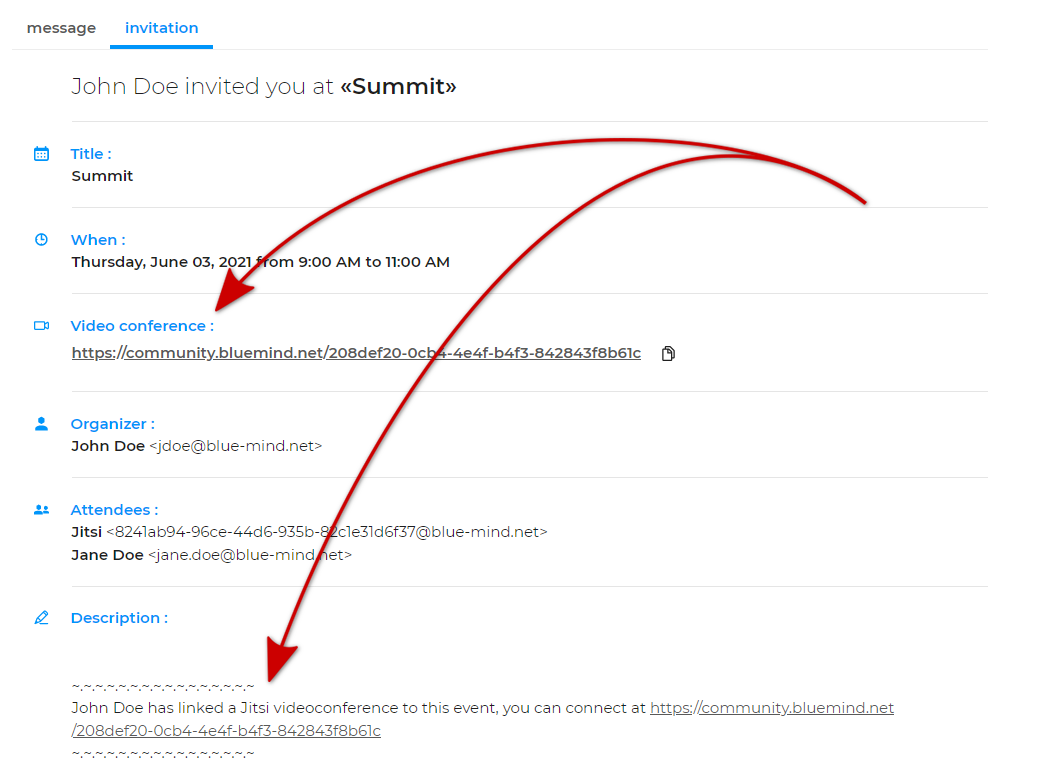 message invitation
John Doe invited you at «Summit»
Title :
Summit
When :
Thursday, June 03, 2021 from 9:00 AM to 11:00 AM
Video conference :
https://community.bluemind.net/208def20-0cb4-4e4f-b4f3-842843f8b61c
Organizer :
John Doe <jdoe@blue-mind.net>
Attendees :
Jitsi <8241ab94-96ce-44d6-935b-82c1e31d6f37@blue-mind.net>
Jane Doe <jane.doe@blue-mind.net>
Description :
~.~.~.~.~.~.~.~.~.~.~.~.~.~.~.~
John Doe has linked a Jitsi videoconference to this event, you can connect at https://community.bluemind.net
/208def20-0cb4-4e4f-b4f3-842843f8b61c
~.~.~.~.~.~.~.~.~.~.~.~.~.~.~.~